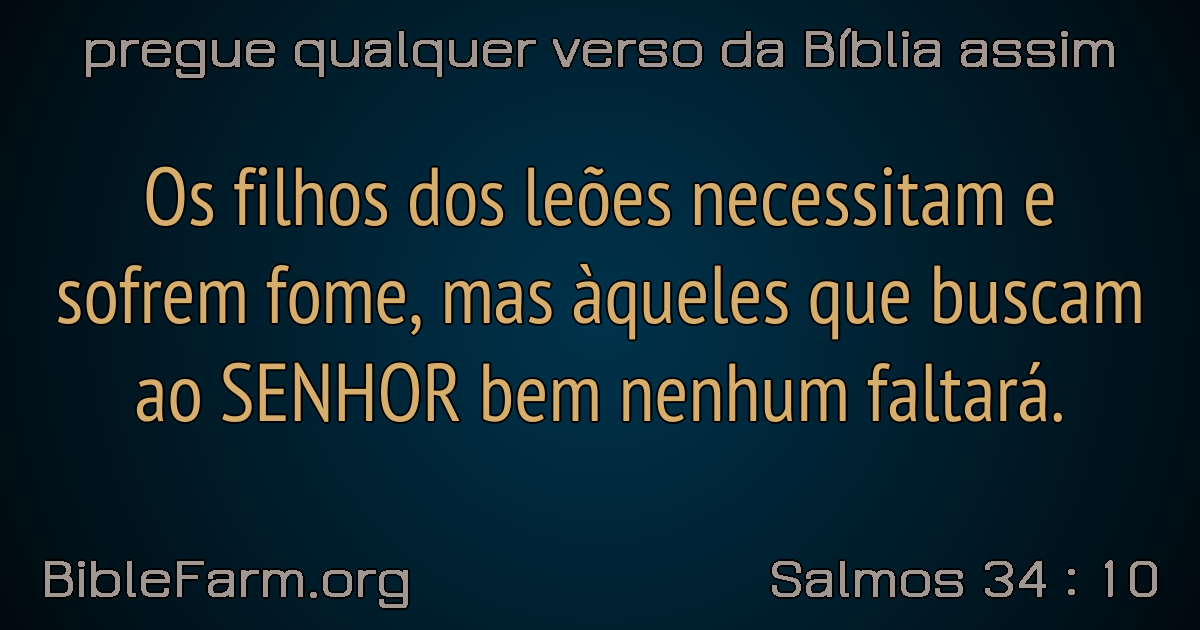 pregue qualquer verso da Bíblia assim
Os filhos dos leões necessitam e
sofrem fome, mas àqueles que buscam
ao SENHOR bem nenhum faltará.
BibleFarm.org
Salmos 34 : 10